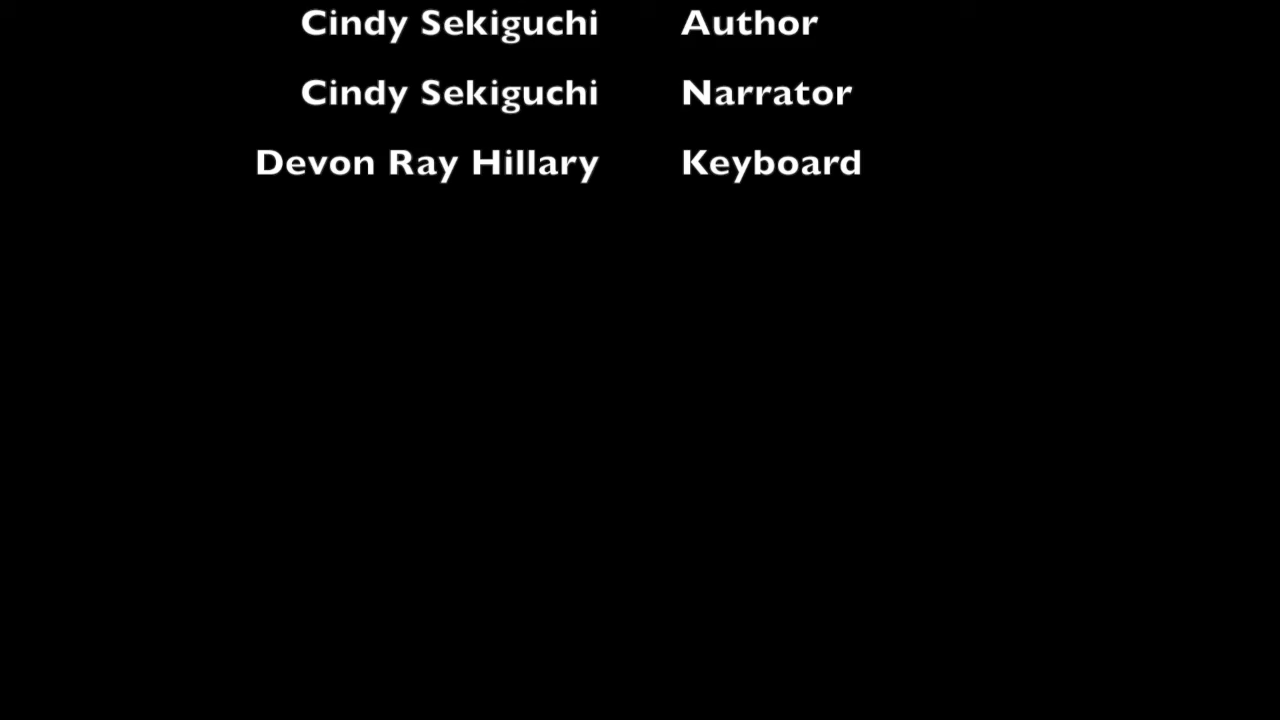 Cindy Sekiguchi Author
Cindy Sekiguchi Narrator
Devon Ray Hillary Keyboard